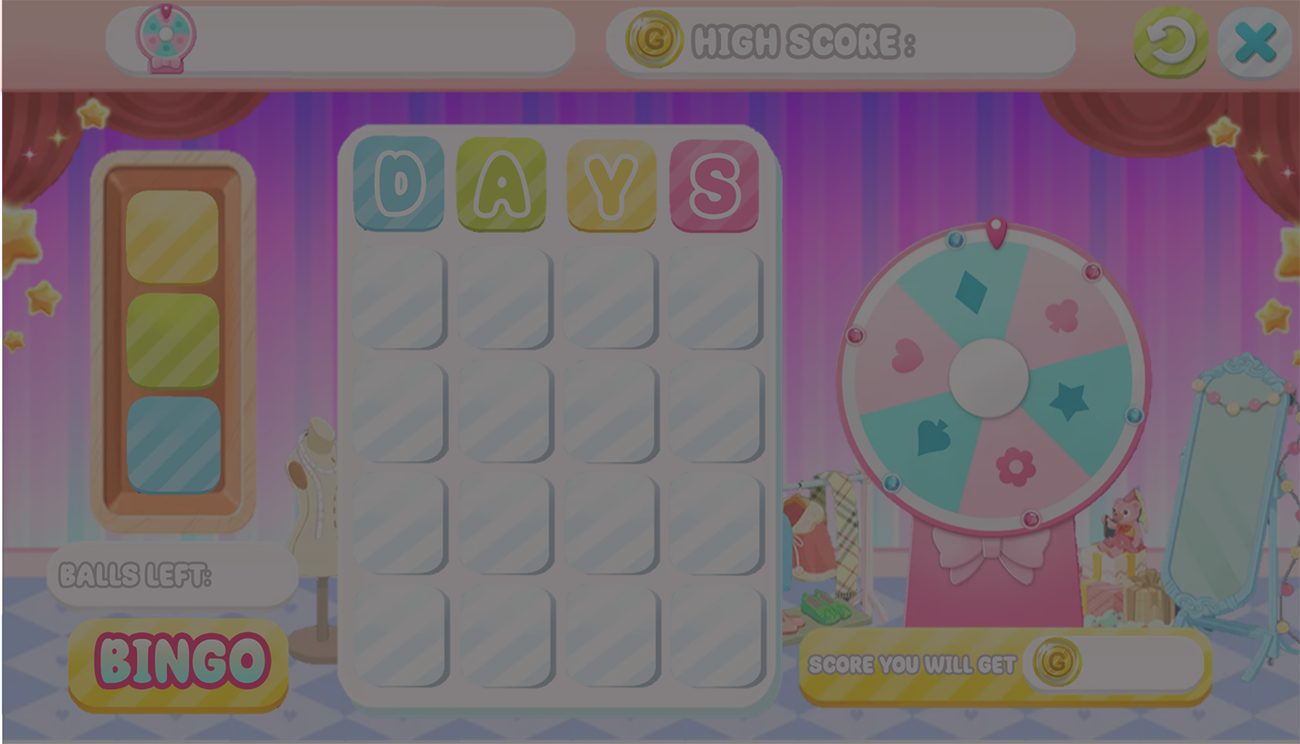 G HIGH SCORE:
D A Y S
BALLS LEFT:
BINGO
SCORE YOU WILL GET G